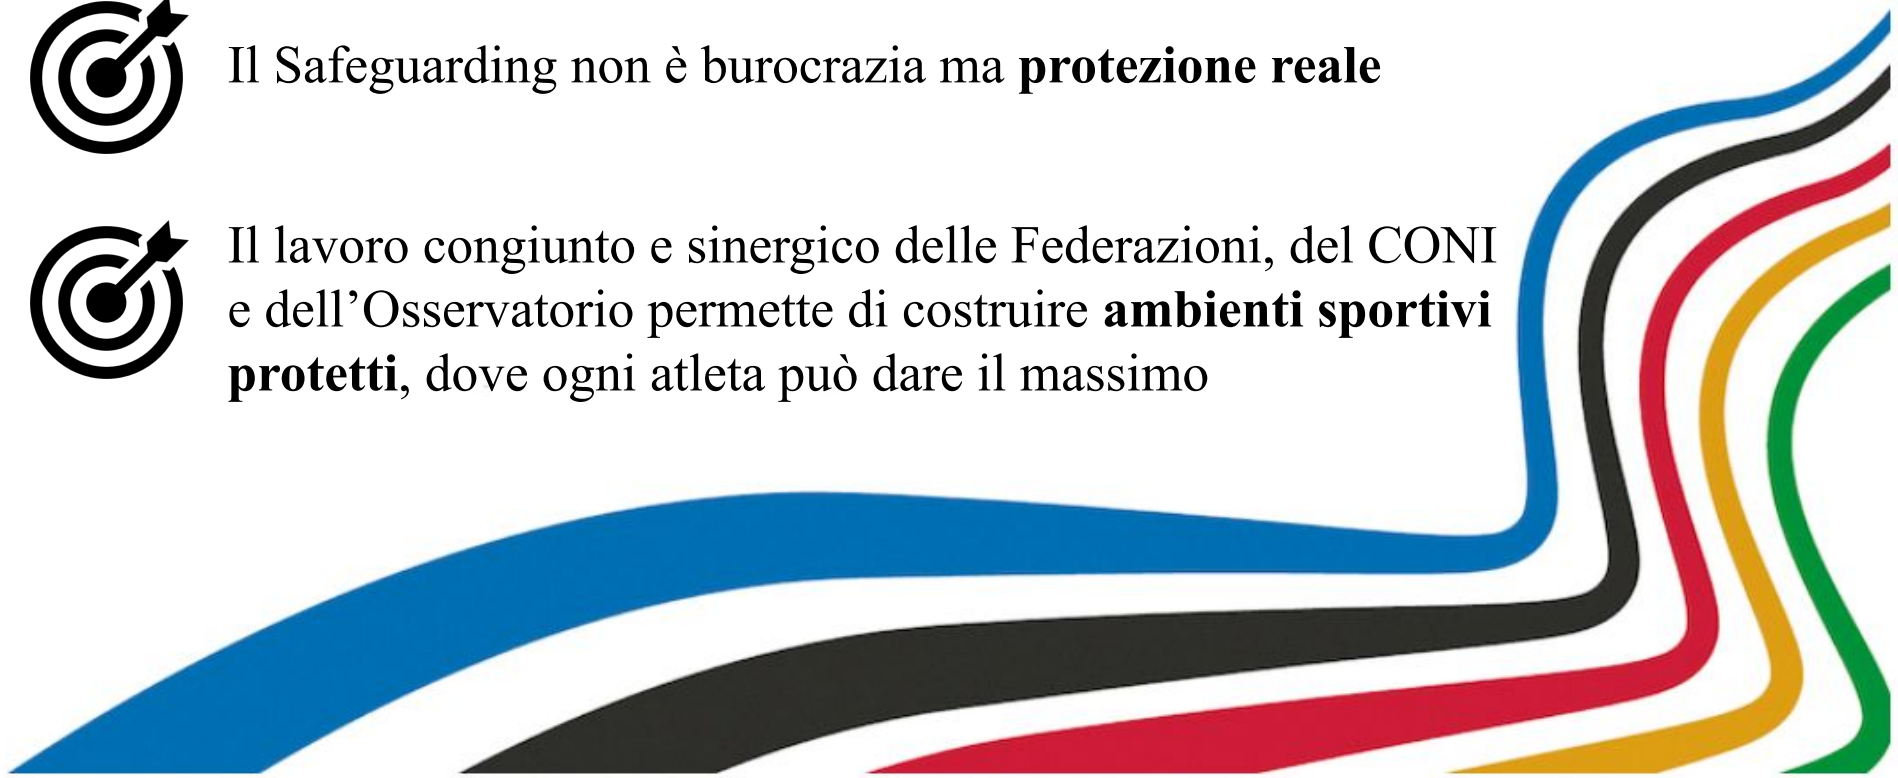 Il Safeguarding non è burocrazia ma protezione reale
Il lavoro congiunto e sinergico delle Federazioni, del CONI
e dell’Osservatorio permette di costruire ambienti sportivi
protetti, dove ogni atleta può dare il massimo